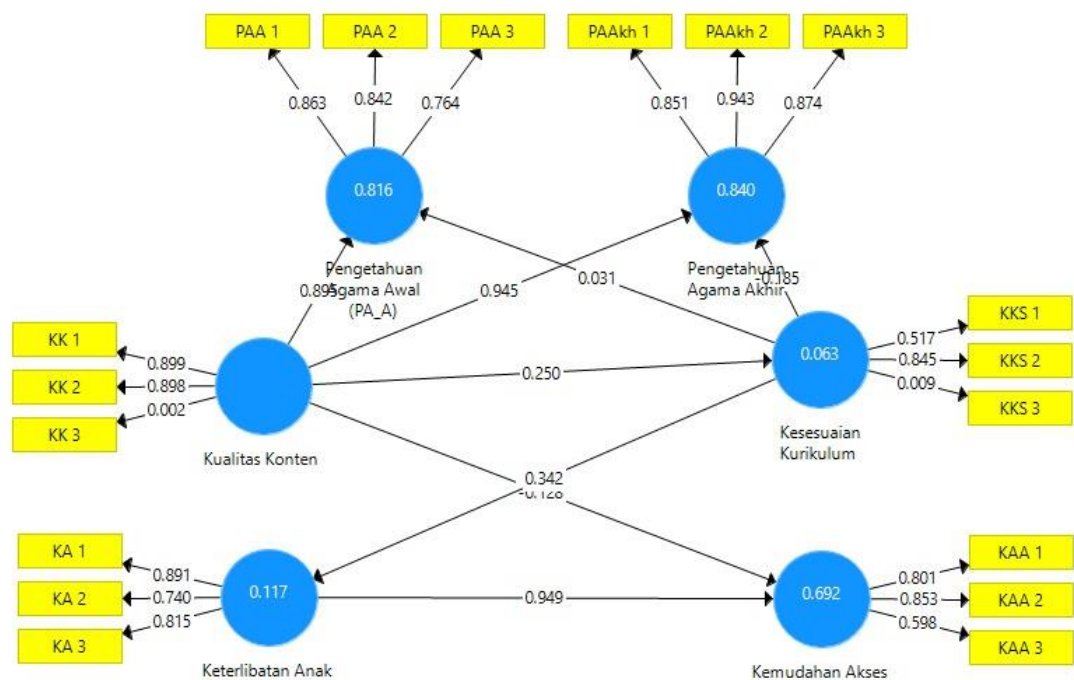 PAA 1
PAA 2
PAA 3
PAAkh 1
PAAkh 2
PAAkh 3
0.863
0.842
0.764
0.851
0.943
0.874
0.816
0.840
Pengetahuan
Agama Awal
(PA_A)
Pengetahuan
Agama Akhir
0.895
0.945
0.031
-0.185
KK 1
KK 2
KK 3
0.899
0.898
0.002
Kualitas Konten
0.250
0.063
Kesesuaian
Kurikulum
0.517
0.845
0.009
KKS 1
KKS 2
KKS 3
0.342
-0.128
KA 1
KA 2
KA 3
0.891
0.740
0.815
0.117
Keterlibatan Anak
0.949
0.692
Kemudahan Akses
0.801
0.853
0.598
KAA 1
KAA 2
KAA 3